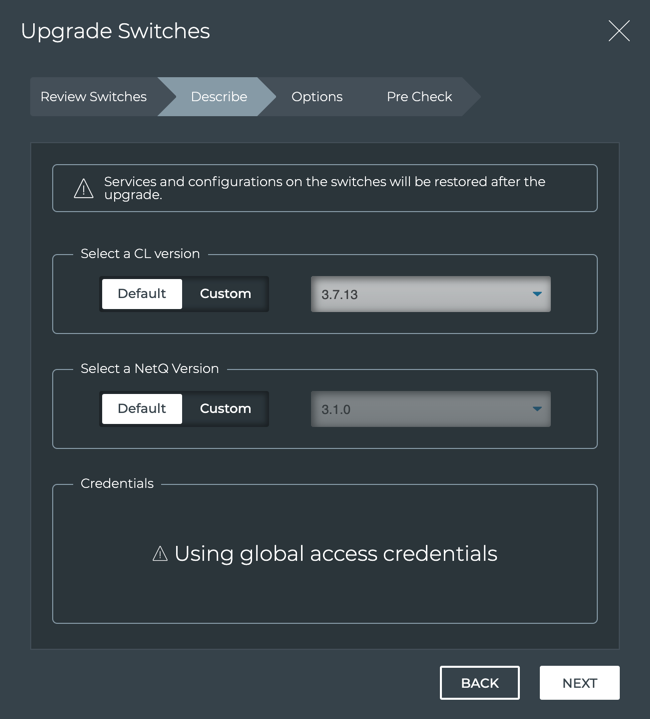 Upgrade Switches
Review Switches
Describe
Options
Pre Check
Services and configurations on the switches will be restored after the
upgrade.
Select a CL version
Default
Custom
3.7.13
Select a NetQ Version
Default
Custom
3.1.0
Credentials
Using global access credentials
BACK
NEXT